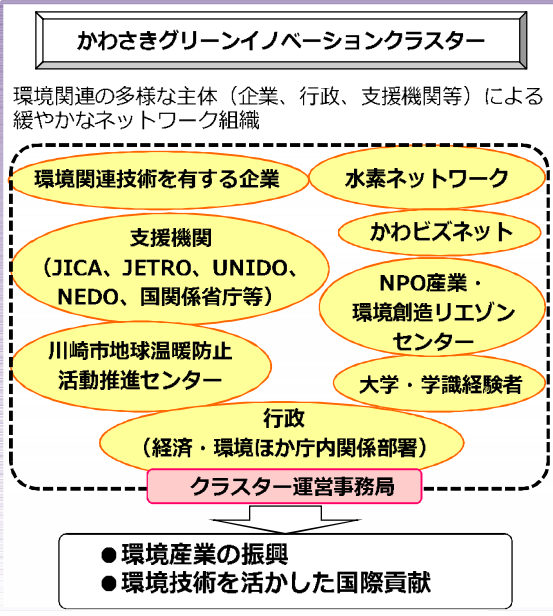 かわさきグリーンイノベーションクラスター
環境関連の多様な主体（企業、行政、支援機関等）による
緩やかなネットワーク組織
環境関連技術を有する企業
水素ネットワーク
支援機関
（JICA、JETRO、UNIDO、
NEDO、国関係省庁等）
かわビズネット
NPO産業・
環境創造リエゾン
センター
川崎市地球温暖防止
活動推進センター
大学・学識経験者
行政
（経済・環境ほか庁内関係部署）
クラスター運営事務局
●環境産業の振興
●環境技術を活かした国際貢献